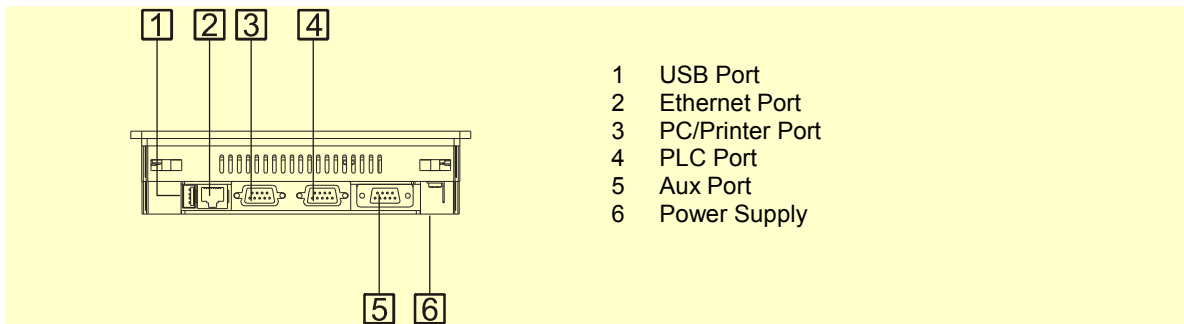 1 2 3 4
1 USB Port
2 Ethernet Port
3 PC/Printer Port
4 PLC Port
5 Aux Port
6 Power Supply
5 6